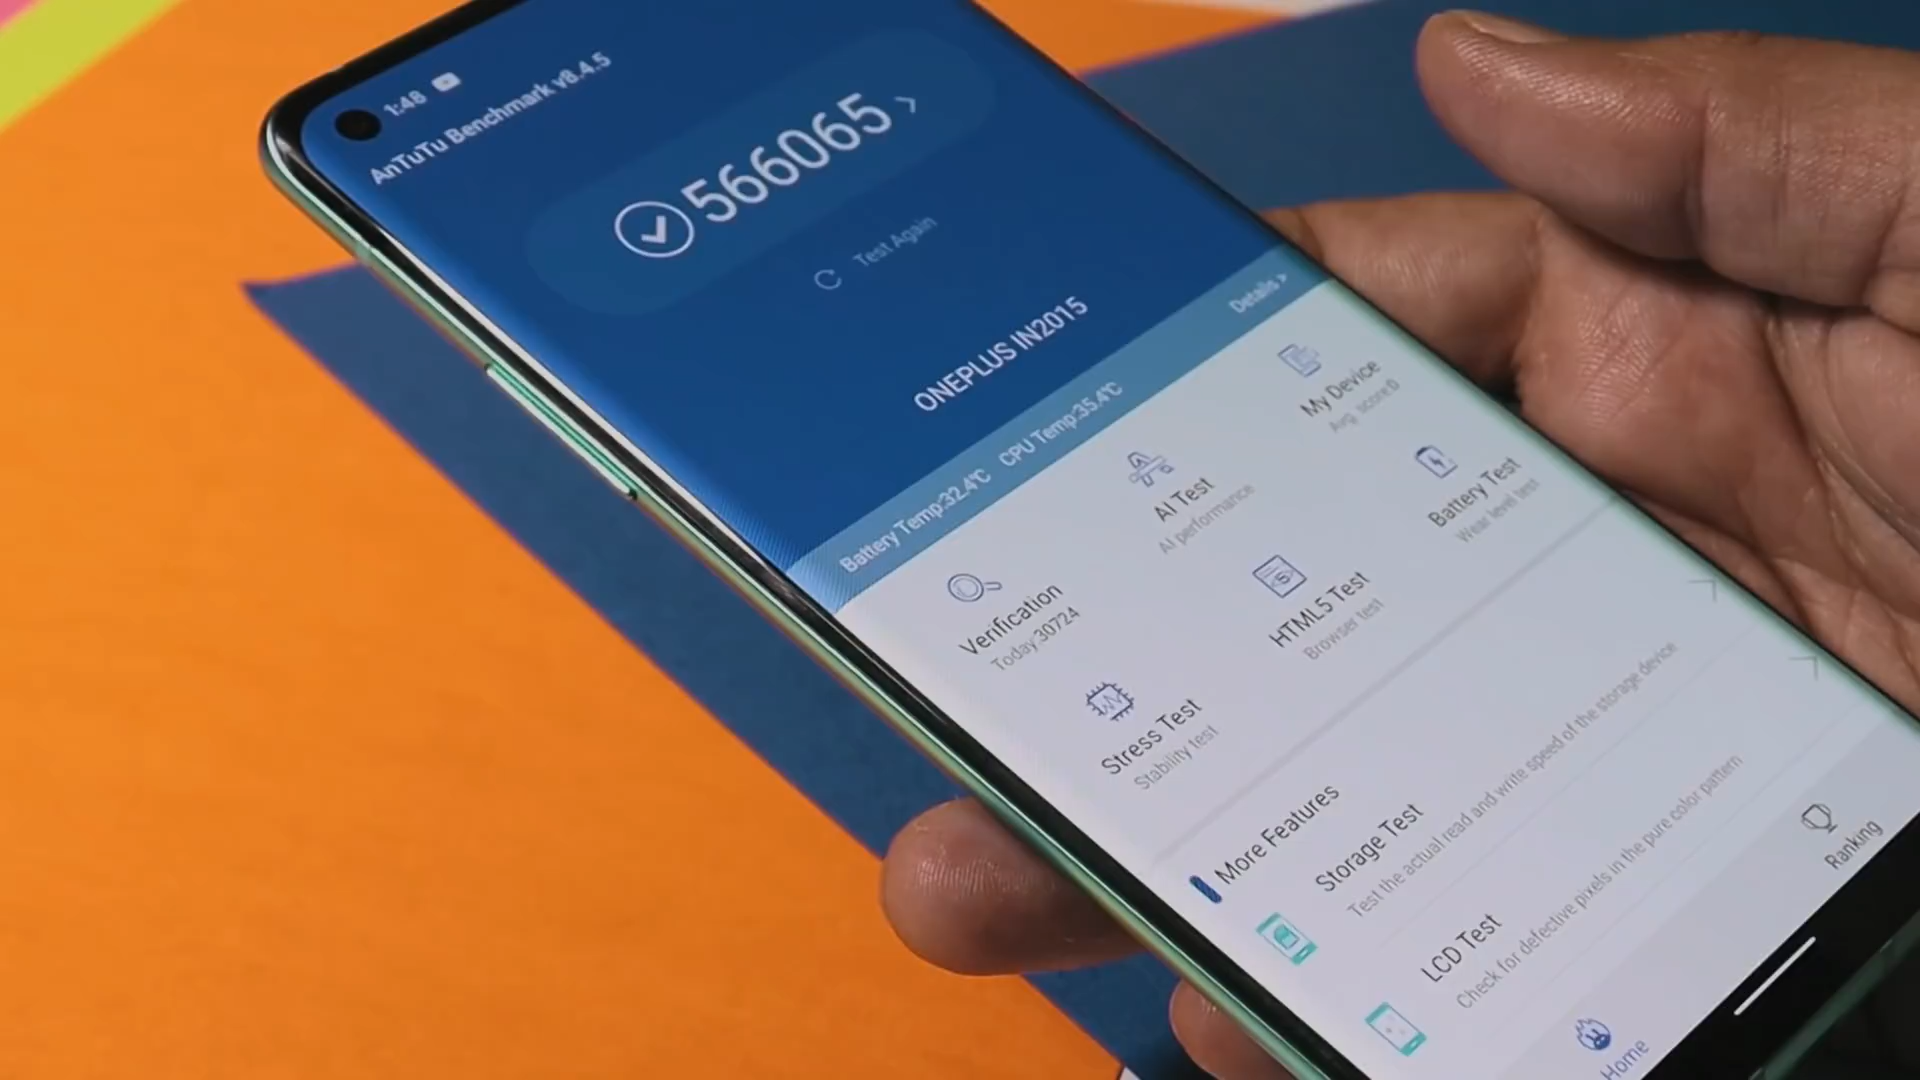 1:48
AnTuTu Benchmark v8.4.5
566065
Test Again
ONEPLUS IN2015
Battery Temp:32.4℃ CPU Temp:35.4℃ Details >
Verification
Today:30724
AI Test
AI performance
My Device
Avg. score:0
Stress Test
Stability test
HTML5 Test
Browser test
Battery Test
Wear level test
More Features
Storage Test
Test the actual read and write speed of the storage device
LCD Test
Check for defective pixels in the pure color pattern
Home
Ranking